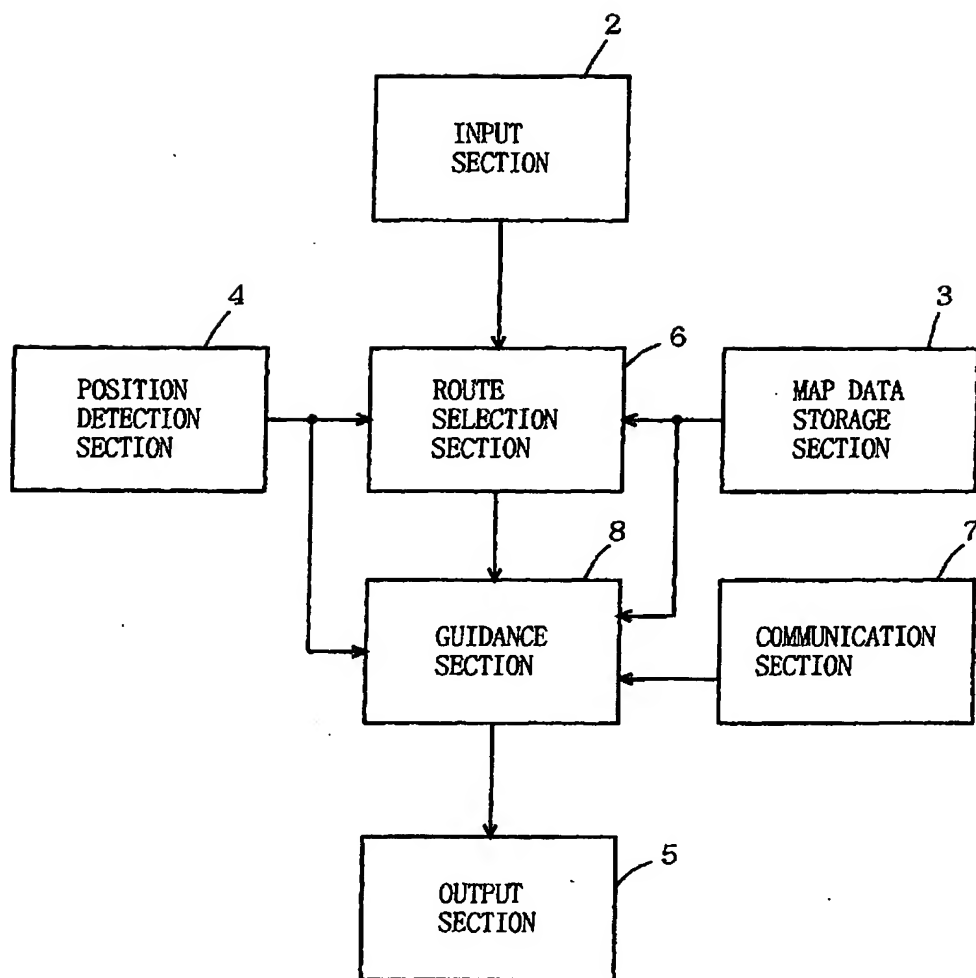 2
INPUT
SECTION
4
POSITION
DETECTION
SECTION
6
ROUTE
SELECTION
SECTION
3
MAP DATA
STORAGE
SECTION
8
GUIDANCE
SECTION
7
COMMUNICATION
SECTION
5
OUTPUT
SECTION